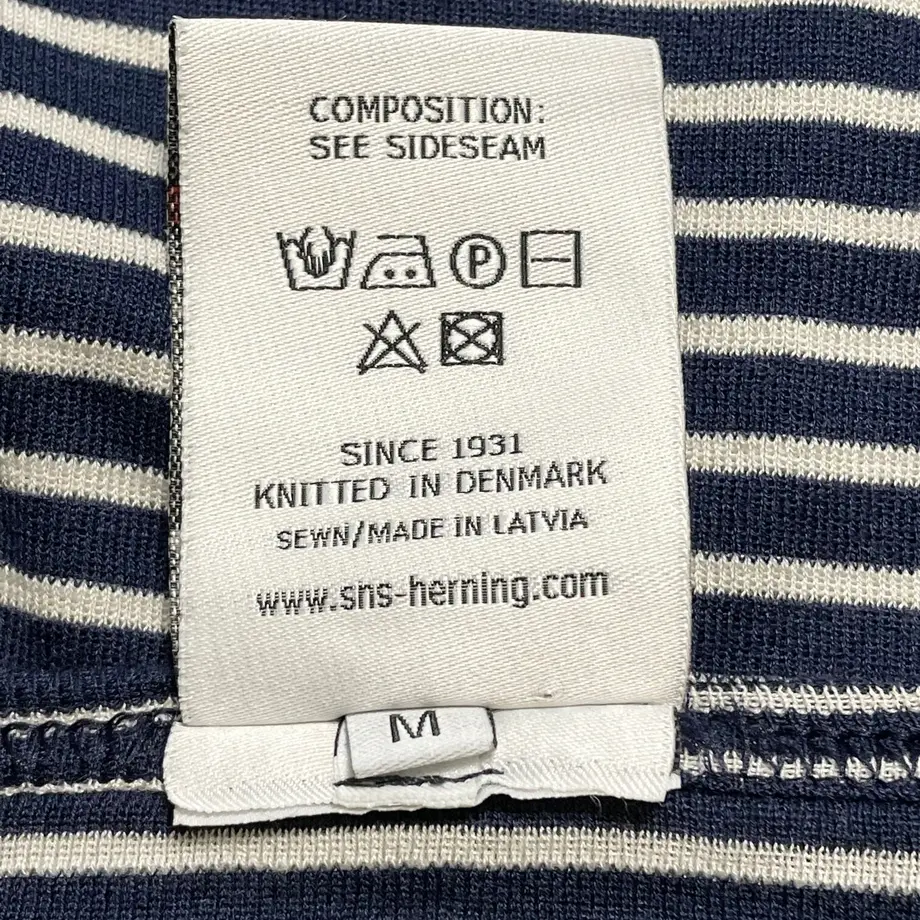 COMPOSITION:
SEE SIDESEAM
P
SINCE 1931
KNITTED IN DENMARK
SEWN/MADE IN LATVIA
www.sns-herning.com
M